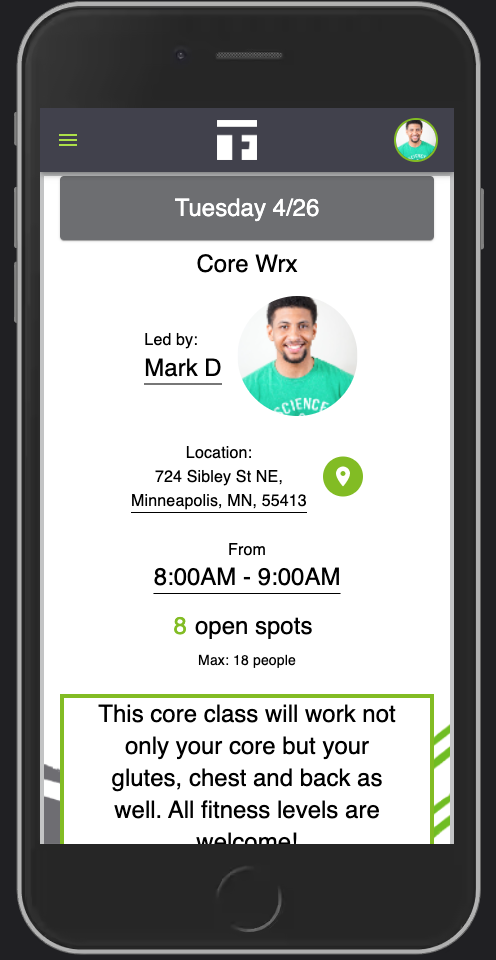 Tuesday 4/26
Core Wrx
Led by:
Mark D
SCIENCE
Location:
724 Sibley St NE,
Minneapolis, MN, 55413
From
8:00AM - 9:00AM
8 open spots
Max: 18 people
This core class will work not
only your core but your
glutes, chest and back as
well. All fitness levels are
welcome!